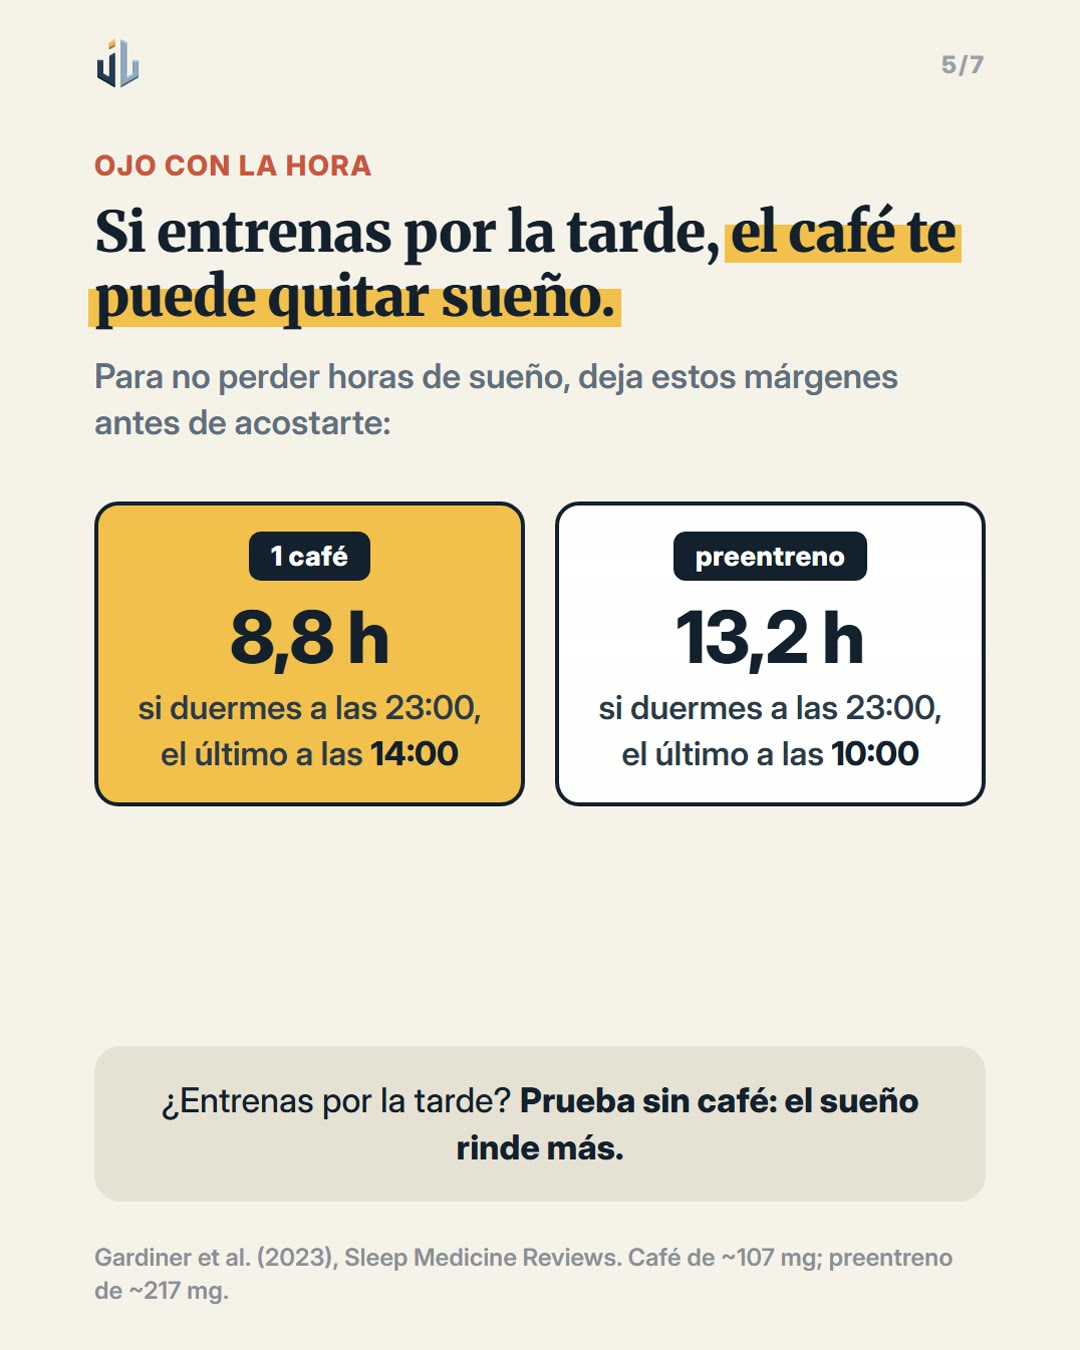 5/7
OJO CON LA HORA
Si entrenas por la tarde, el café te
puede quitar sueño.
Para no perder horas de sueño, deja estos márgenes
antes de acostarte:
1 café
8,8 h
si duermes a las 23:00,
el último a las 14:00
preentreno
13,2 h
si duermes a las 23:00,
el último a las 10:00
¿Entrenas por la tarde? Prueba sin café: el sueño
rinde más.
Gardiner et al. (2023), Sleep Medicine Reviews. Café de ~107 mg; preentreno
de ~217 mg.